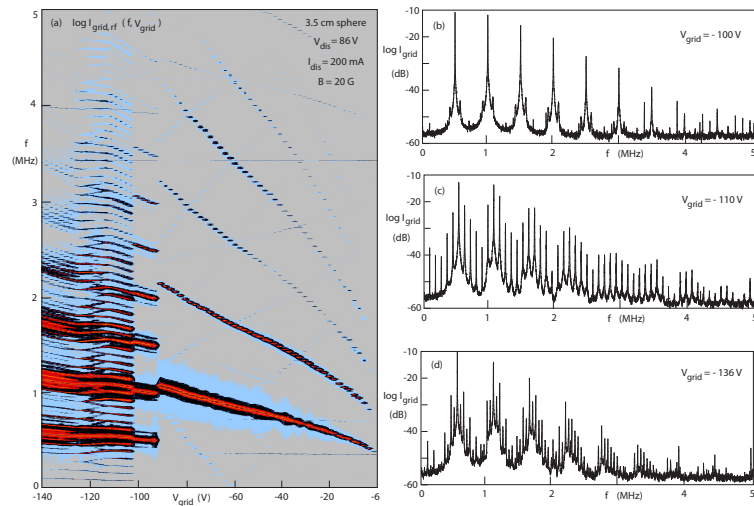 (a) log I_grid,rf (f, V_grid)
3.5 cm sphere
V_dis = 86 V
I_dis = 200 mA
B = 20 G
5
4
f
(MHz)
3
2
1
0
-140 -120 -100 -80 -60 -40 -20 -6
V_grid (V)
-10
(b)
V_grid = - 100 V
log I_grid
(dB)
-60
0 1 2 3 4 5
f (MHz)
-10
(c)
V_grid = - 110 V
-20
log I_grid
-40
(dB)
-60
0 1 2 3 4 5
f (MHz)
-10
(d)
V_grid = - 136 V
-20
log I_grid
-40
(dB)
-60
0 1 2 3 4 5
f (MHz)